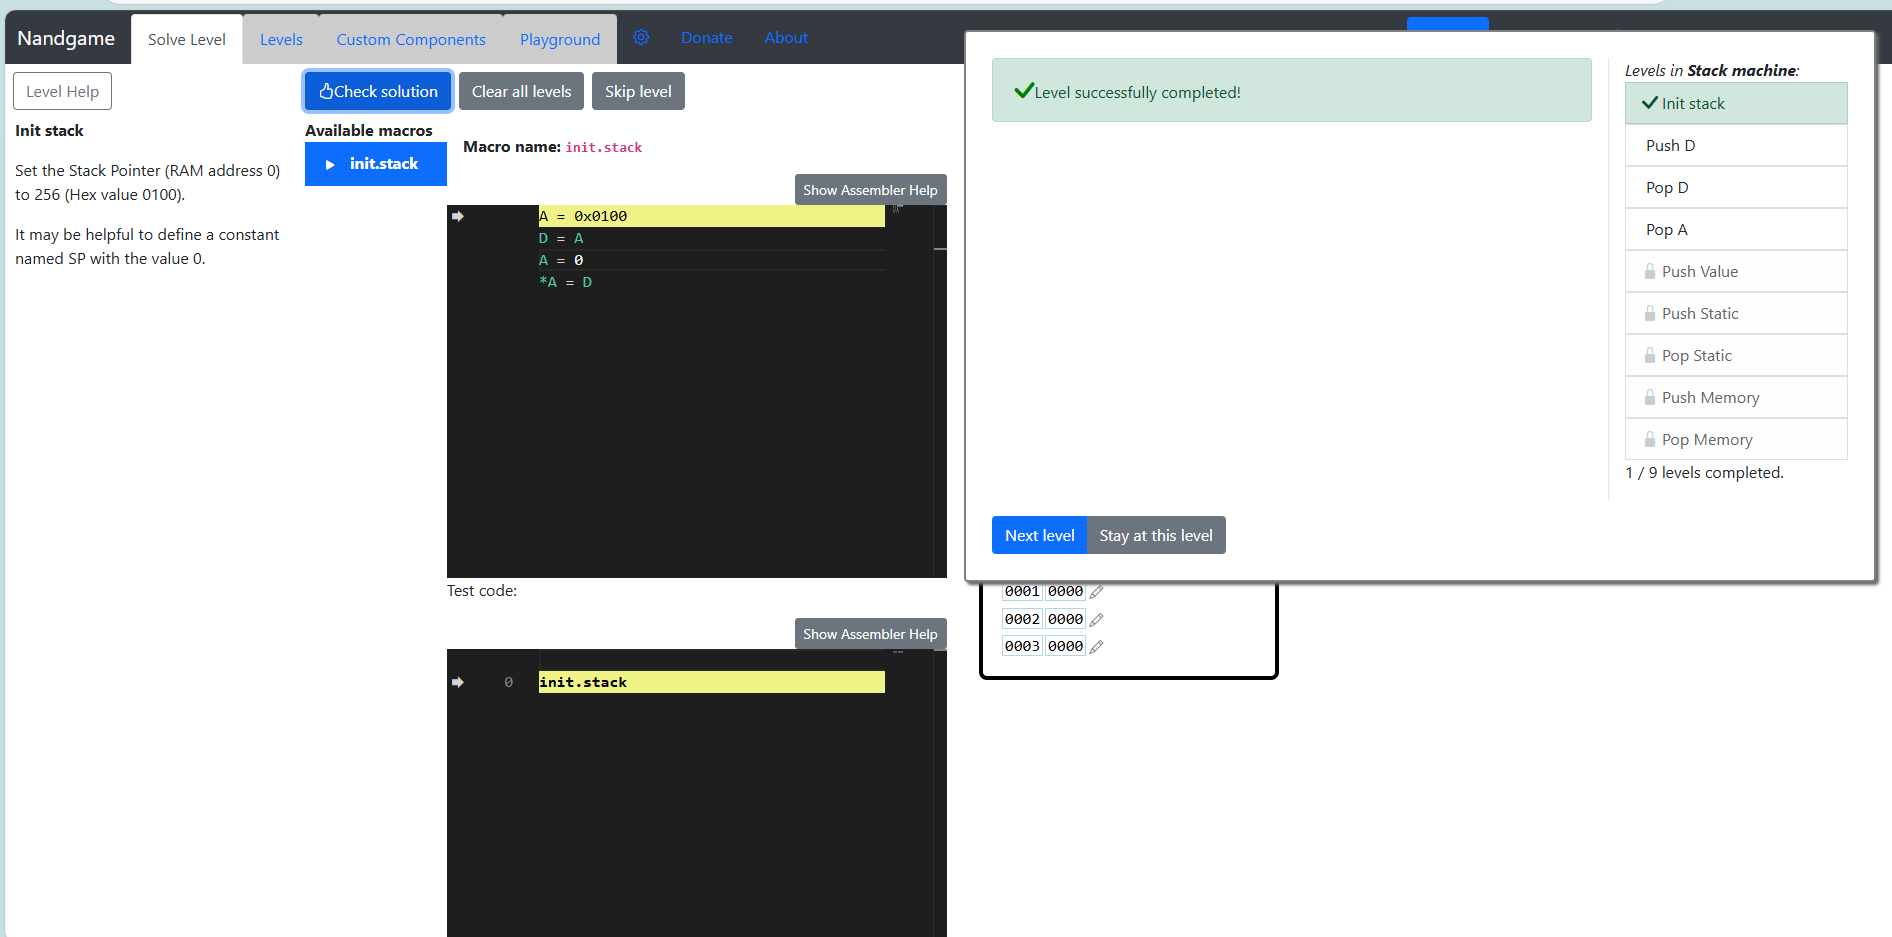 Nandgame
Solve Level
Levels
Custom Components
Playground
Donate
About
Level Help
Check solution
Clear all levels
Skip level
Init stack
Set the Stack Pointer (RAM address 0)
to 256 (Hex value 0100).
It may be helpful to define a constant
named SP with the value 0.
Available macros
init.stack
Macro name: init.stack
Show Assembler Help
A = 0x0100
D = A
A = 0
*A = D
Test code:
Show Assembler Help
0 init.stack
Level successfully completed!
Next level
Stay at this level
Levels in Stack machine:
Init stack
Push D
Pop D
Pop A
Push Value
Push Static
Pop Static
Push Memory
Pop Memory
1 / 9 levels completed.
0001 0000
0002 0000
0003 0000